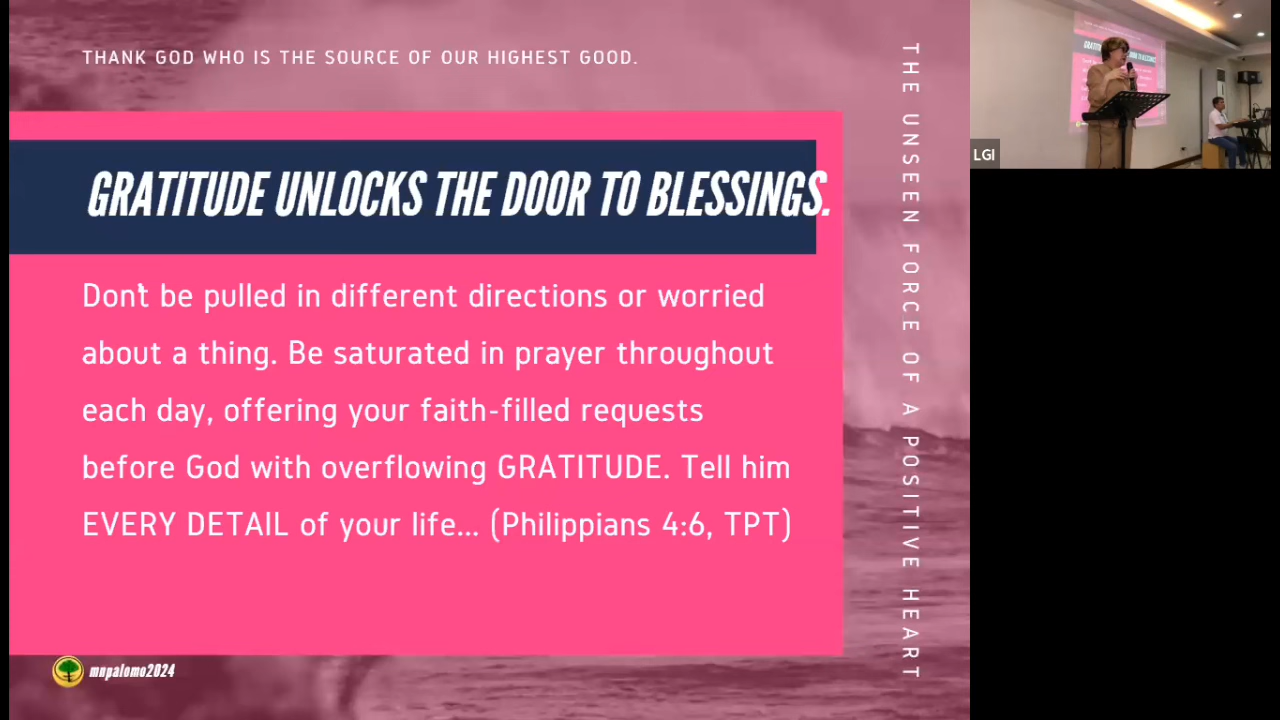 THANK GOD WHO IS THE SOURCE OF OUR HIGHEST GOOD.
GRATITUDE UNLOCKS THE DOOR TO BLESSINGS.
Don't be pulled in different directions or worried
about a thing. Be saturated in prayer throughout
each day, offering your faith-filled requests
before God with overflowing GRATITUDE. Tell him
EVERY DETAIL of your life... (Philippians 4:6, TPT)
THE UNSEEN FORCE OF A POSITIVE HEART
mnpalomo2024
LGI